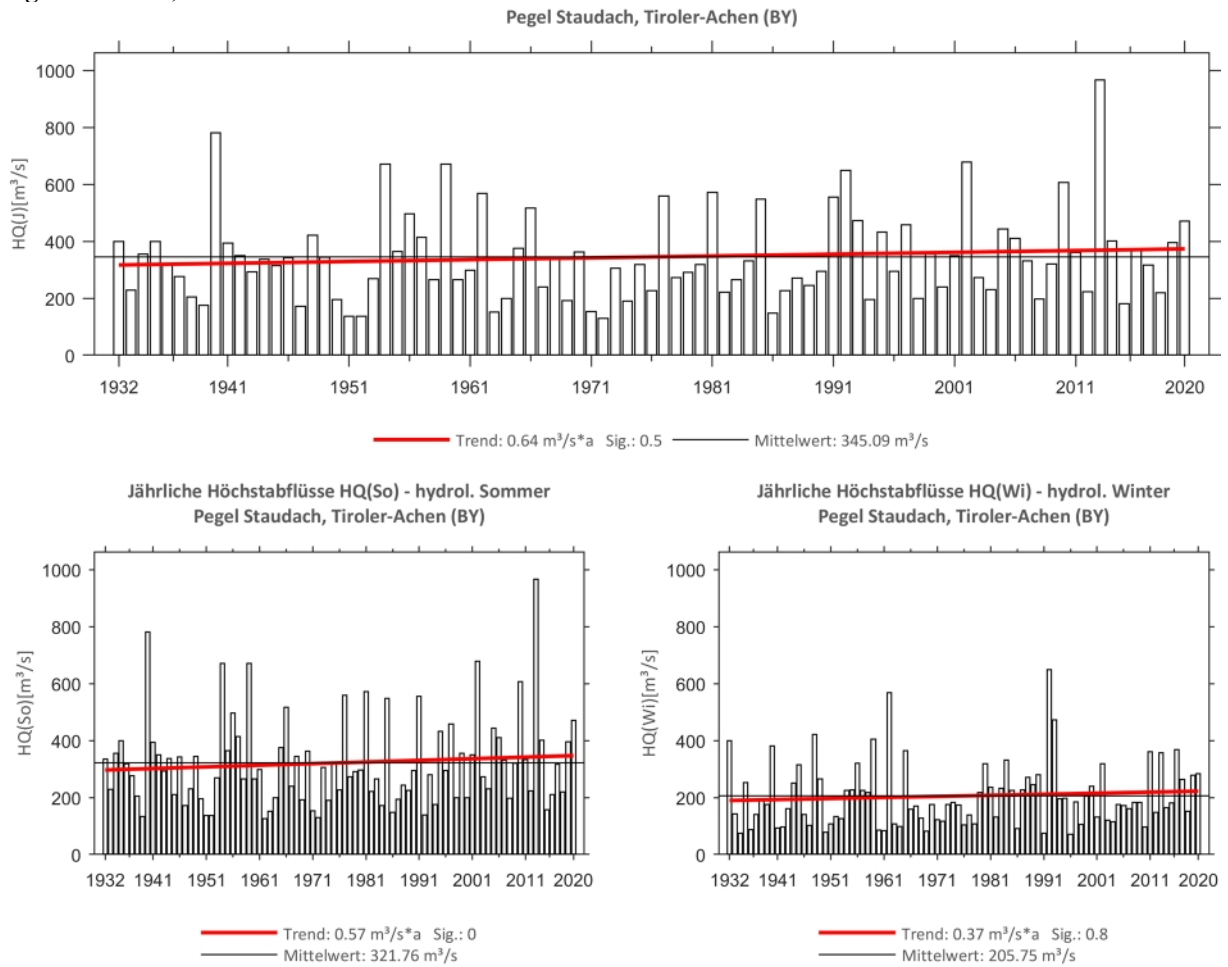 Pegel Staudach, Tiroler-Achen (BY)
1000
800
600
400
200
0
HQ(J)[m³/s]
1932 1941 1951 1961 1971 1981 1991 2001 2011 2020
Trend: 0.64 m³/s*a Sig.: 0.5 Mittelwert: 345.09 m³/s
Jährliche Höchstabflüsse HQ(So) - hydrol. Sommer
Pegel Staudach, Tiroler-Achen (BY)
1000
800
600
400
200
0
HQ(So)[m³/s]
1932 1941 1951 1961 1971 1981 1991 2001 2011 2020
Trend: 0.57 m³/s*a Sig.: 0
Mittelwert: 321.76 m³/s
Jährliche Höchstabflüsse HQ(Wi) - hydrol. Winter
Pegel Staudach, Tiroler-Achen (BY)
1000
800
600
400
200
0
HQ(Wi)[m³/s]
1932 1941 1951 1961 1971 1981 1991 2001 2011 2020
Trend: 0.37 m³/s*a Sig.: 0.8
Mittelwert: 205.75 m³/s